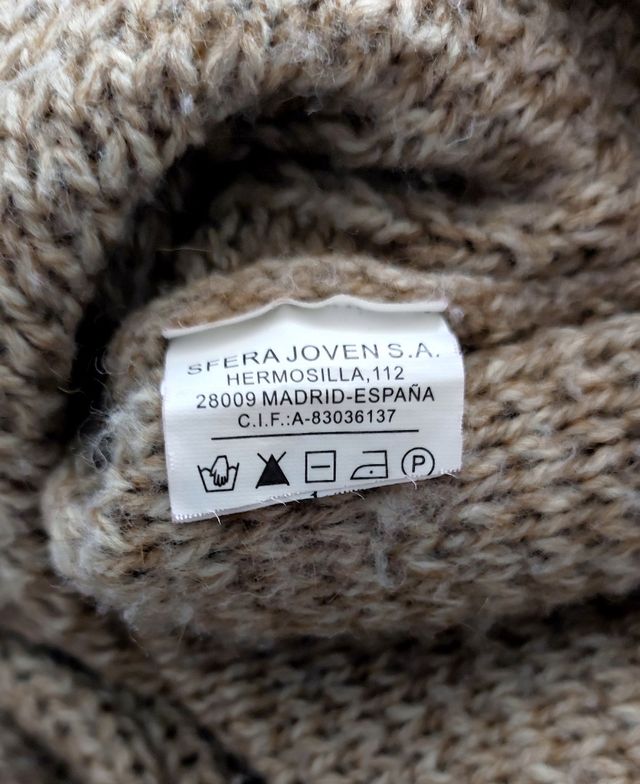 SFERA JOVEN S.A.
HERMOSILLA,112
28009 MADRID-ESPAÑA
C.I.F.:A-83036137
P